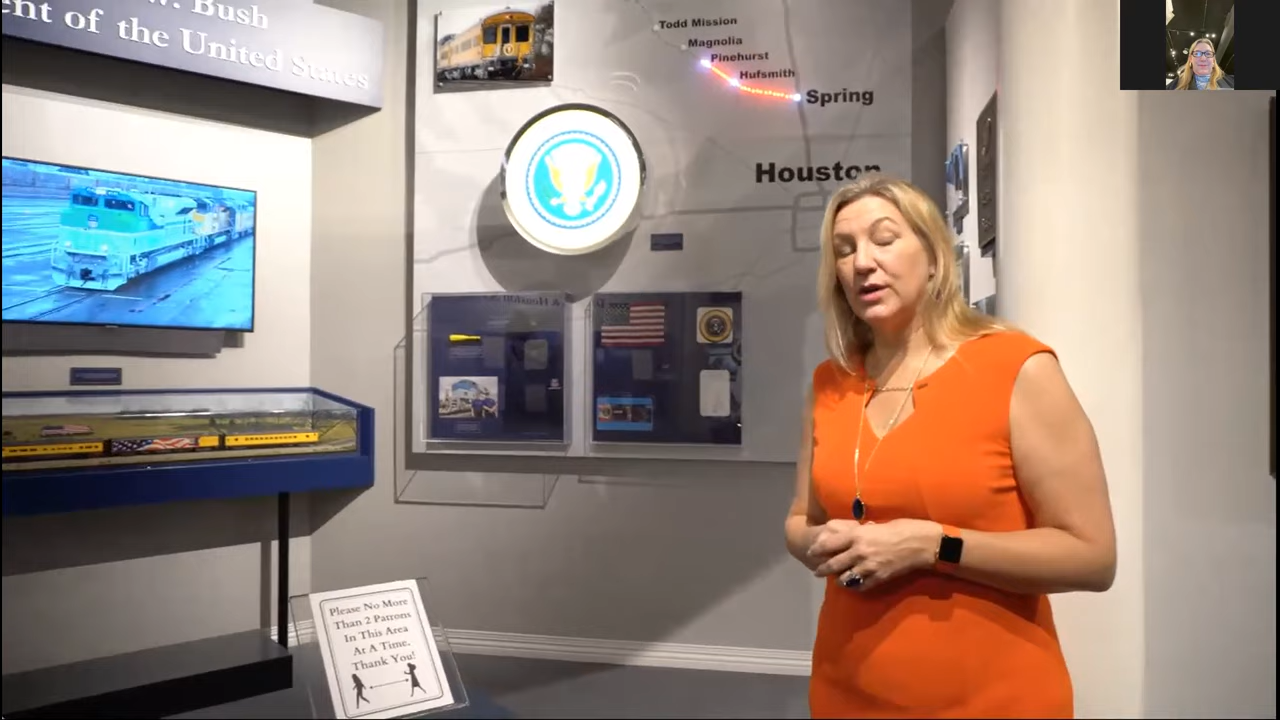 W. Bush
ent of the United States
Todd Mission
Magnolia
Pinehurst
Hufsmith
Spring
Houston
Please No More
Than 2 Patrons
In This Area
At A Time.
Thank You!